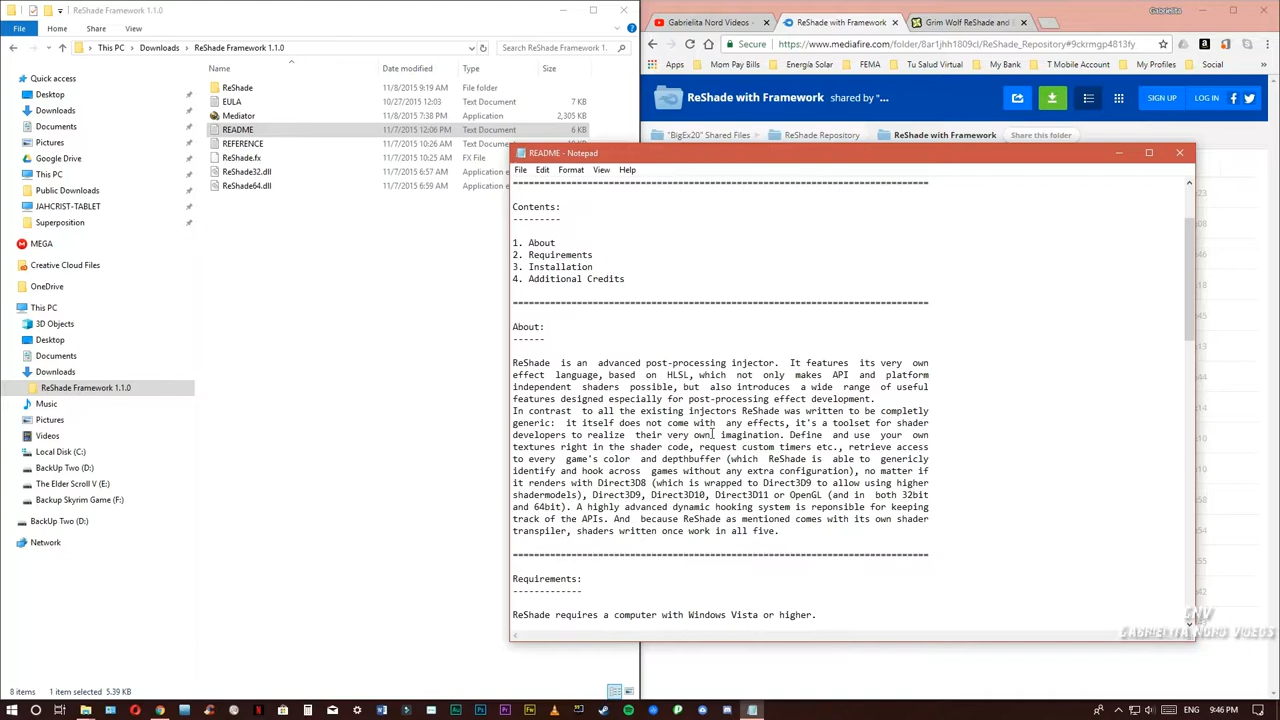 ReShade Framework 1.1.0
File
Home
Share
View
This PC > Downloads > ReShade Framework 1.1.0
Search ReShade Framework 1.1...
Name Date modified Type Size
Quick access
Desktop
Downloads
Documents
Pictures
Google Drive
This PC
Public Downloads
JAHCRIST-TABLET
Superposition
MEGA
Creative Cloud Files
OneDrive
This PC
3D Objects
Desktop
Documents
Downloads
ReShade Framework 1.1.0
Music
Pictures
Videos
Local Disk (C:)
BackUp Two (D:)
The Elder Scroll V (E:)
Backup Skyrim Game (F:)
BackUp Two (D:)
Network
ReShade 11/8/2015 9:19 AM File folder
EULA 10/27/2015 12:03 Text Document 7 KB
Mediator 11/8/2015 7:38 PM Application 2,305 KB
README 11/7/2015 12:06 PM Text Document 6 KB
REFERENCE 11/7/2015 10:26 AM Text Document
ReShade.fx 11/7/2015 10:25 AM FX File
ReShade32.dll 11/7/2015 6:57 AM Application e
ReShade64.dll 11/7/2015 6:59 AM Application e
8 items 1 item selected 5.39 KB
Gabrielita Nord Videos -
ReShade with Framework
Grim Wolf ReShade and
Gabrielita
Secure https://www.mediafire.com/folder/8ar1jhh1809cl/ReShade_Repository#9ckrmgp4813fy
Apps Mom Pay Bills Energía Solar FEMA Tu Salud Virtual My Bank T Mobile Account My Profiles Social
ReShade with Framework shared by "...
SIGN UP LOG IN
"BigEx20" Shared Files ReShade Repository ReShade with Framework Share this folder
README - Notepad
File Edit Format View Help
==============================================================================
Contents:
---------
1. About
2. Requirements
3. Installation
4. Additional Credits
==============================================================================
About:
------
ReShade is an advanced post-processing injector. It features its very own
effect language, based on HLSL, which not only makes API and platform
independent shaders possible, but also introduces a wide range of useful
features designed especially for post-processing effect development.
In contrast to all the existing injectors ReShade was written to be completly
generic: it itself does not come with any effects, it's a toolset for shader
developers to realize their very own imagination. Define and use your own
textures right in the shader code, request custom timers etc., retrieve access
to every game's color and depthbuffer (which ReShade is able to genericly
identify and hook across games without any extra configuration), no matter if
it renders with Direct3D8 (which is wrapped to Direct3D9 to allow using higher
shadermodels), Direct3D9, Direct3D10, Direct3D11 or OpenGL (and in both 32bit
and 64bit). A highly advanced dynamic hooking system is reponsible for keeping
track of the APIs. And because ReShade as mentioned comes with its own shader
transpiler, shaders written once work in all five.
==============================================================================
Requirements:
-------------
ReShade requires a computer with Windows Vista or higher.
GNV
GABRIELITA NORD VIDEOS
ENG 9:46 PM